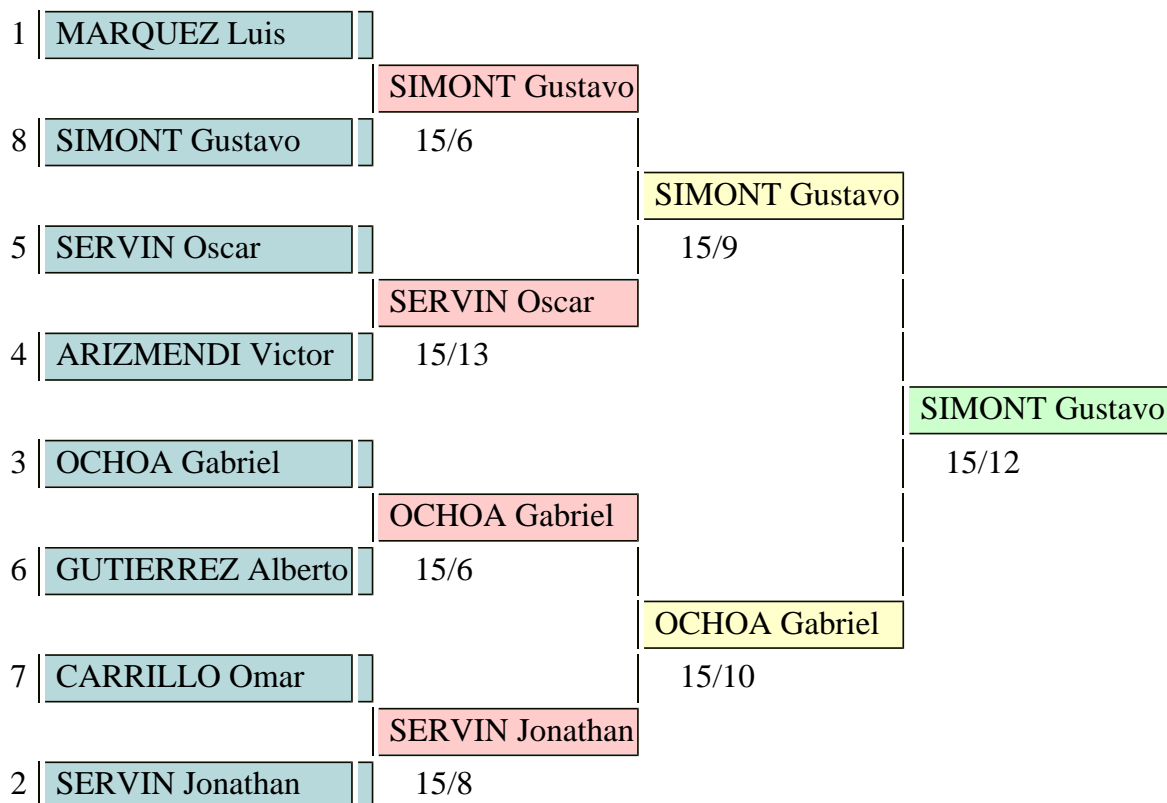 1 MARQUEZ Luis
SIMONT Gustavo
8 SIMONT Gustavo 15/6
SIMONT Gustavo
5 SERVIN Oscar 15/9
SERVIN Oscar
4 ARIZMENDI Victor 15/13
SIMONT Gustavo
3 OCHOA Gabriel 15/12
OCHOA Gabriel
6 GUTIERREZ Alberto 15/6
OCHOA Gabriel
7 CARRILLO Omar 15/10
SERVIN Jonathan
2 SERVIN Jonathan 15/8